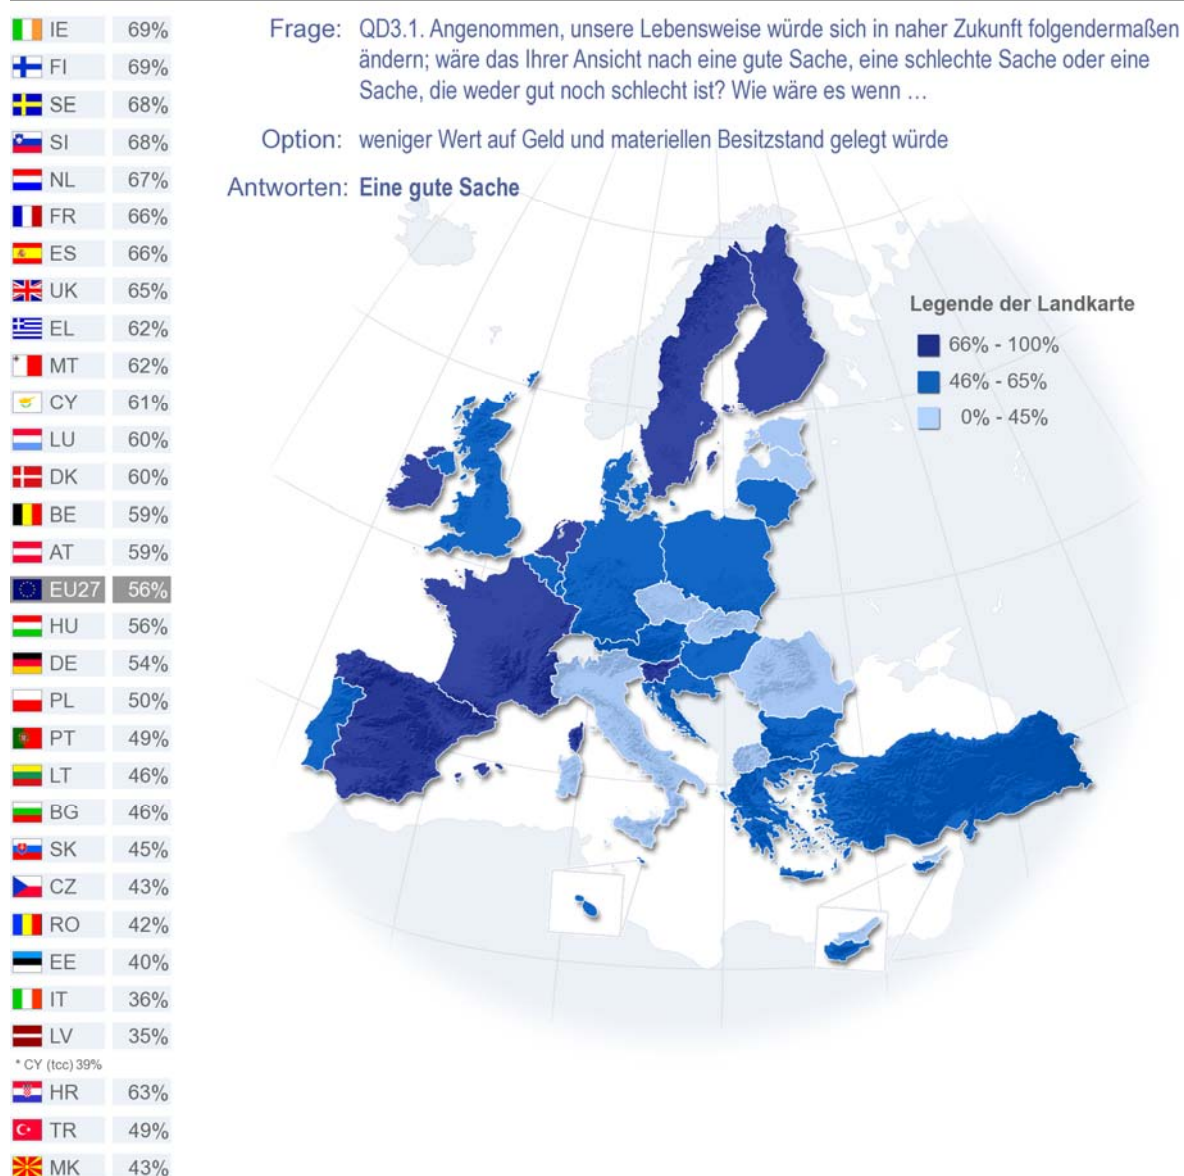 IE 69%
FI 69%
SE 68%
SI 68%
NL 67%
FR 66%
ES 66%
UK 65%
EL 62%
MT 62%
CY 61%
LU 60%
DK 60%
BE 59%
AT 59%
EU27 56%
HU 56%
DE 54%
PL 50%
PT 49%
LT 46%
BG 46%
SK 45%
CZ 43%
RO 42%
EE 40%
IT 36%
LV 35%
* CY (tcc) 39%
HR 63%
TR 49%
MK 43%
Frage: QD3.1. Angenommen, unsere Lebensweise würde sich in naher Zukunft folgendermaßen
ändern; wäre das Ihrer Ansicht nach eine gute Sache, eine schlechte Sache oder eine
Sache, die weder gut noch schlecht ist? Wie wäre es wenn …
Option: weniger Wert auf Geld und materiellen Besitzstand gelegt würde
Antworten: Eine gute Sache
Legende der Landkarte
66% - 100%
46% - 65%
0% - 45%